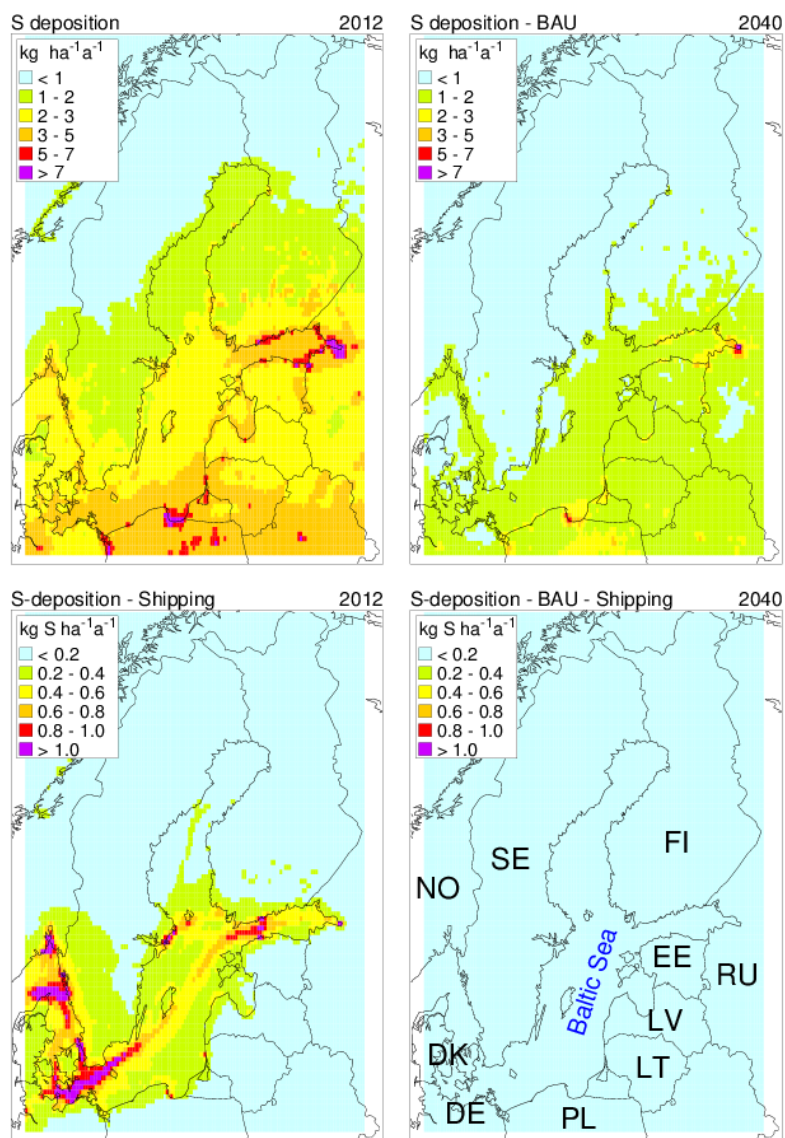 S deposition 2012
kg ha-1a-1
< 1
1 - 2
2 - 3
3 - 5
5 - 7
> 7
S deposition - BAU 2040
kg ha-1a-1
< 1
1 - 2
2 - 3
3 - 5
5 - 7
> 7
S-deposition - Shipping 2012
kg S ha-1a-1
< 0.2
0.2 - 0.4
0.4 - 0.6
0.6 - 0.8
0.8 - 1.0
> 1.0
S-deposition - BAU - Shipping 2040
kg S ha-1a-1
< 0.2
0.2 - 0.4
0.4 - 0.6
0.6 - 0.8
0.8 - 1.0
> 1.0
FI
SE
NO
Baltic Sea
EE
RU
LV
DK
LT
DE
PL